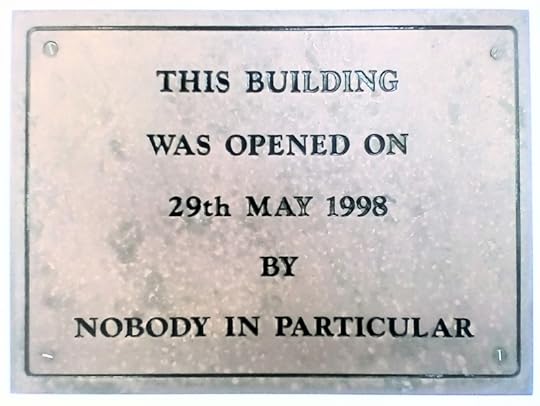 THIS BUILDING
WAS OPENED ON
29th MAY 1998
BY
NOBODY IN PARTICULAR